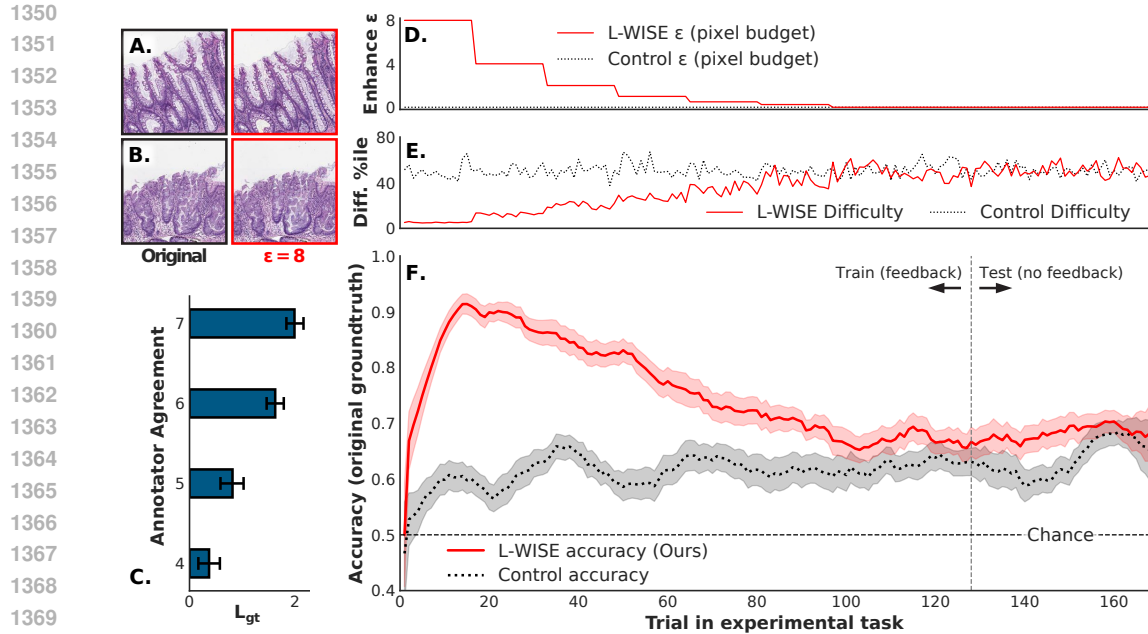 1350
1351
1352
1353
1354
1355
1356
1357
1358
1359
1360
1361
1362
1363
1364
1365
1366
1367
1368
1369
A.
B.
Original
ε = 8
C.
Annotator Agreement
7
6
5
4
0
2
L_gt
D.
Enhance ε
8
4
0
L-WISE ε (pixel budget)
Control ε (pixel budget)
E.
Diff. %ile
80
40
0
L-WISE Difficulty
Control Difficulty
F.
Accuracy (original groundtruth)
1.0
0.9
0.8
0.7
0.6
0.5
0.4
Train (feedback)
Test (no feedback)
Chance
L-WISE accuracy (Ours)
Control accuracy
0
20
40
60
80
100
120
140
160
Trial in experimental task